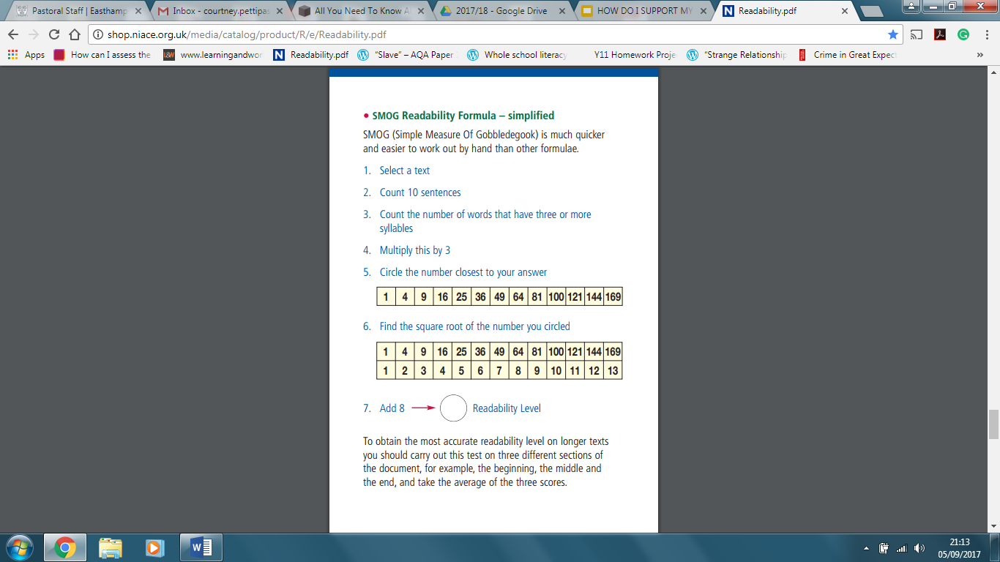 Pastoral Staff | Easthamp
Inbox - courtney.pettipas
All You Need To Know A
2017/18 - Google Drive
HOW DO I SUPPORT MY
Readability.pdf
shop.niace.org.uk/media/catalog/product/R/e/Readability.pdf
Apps
How can I assess the
L&W
www.learningandwor
Readability.pdf
"Slave" – AQA Paper
Whole school literacy
Y11 Homework Proje
"Strange Relationship
Crime in Great Expect
»
• SMOG Readability Formula – simplified
SMOG (Simple Measure Of Gobbledegook) is much quicker
and easier to work out by hand than other formulae.
1. Select a text
2. Count 10 sentences
3. Count the number of words that have three or more
syllables
4. Multiply this by 3
5. Circle the number closest to your answer
1 4 9 16 25 36 49 64 81 100 121 144 169
6. Find the square root of the number you circled
1 4 9 16 25 36 49 64 81 100 121 144 169
1 2 3 4 5 6 7 8 9 10 11 12 13
7. Add 8 → Readability Level
To obtain the most accurate readability level on longer texts
you should carry out this test on three different sections of
the document, for example, the beginning, the middle and
the end, and take the average of the three scores.
21:13
05/09/2017